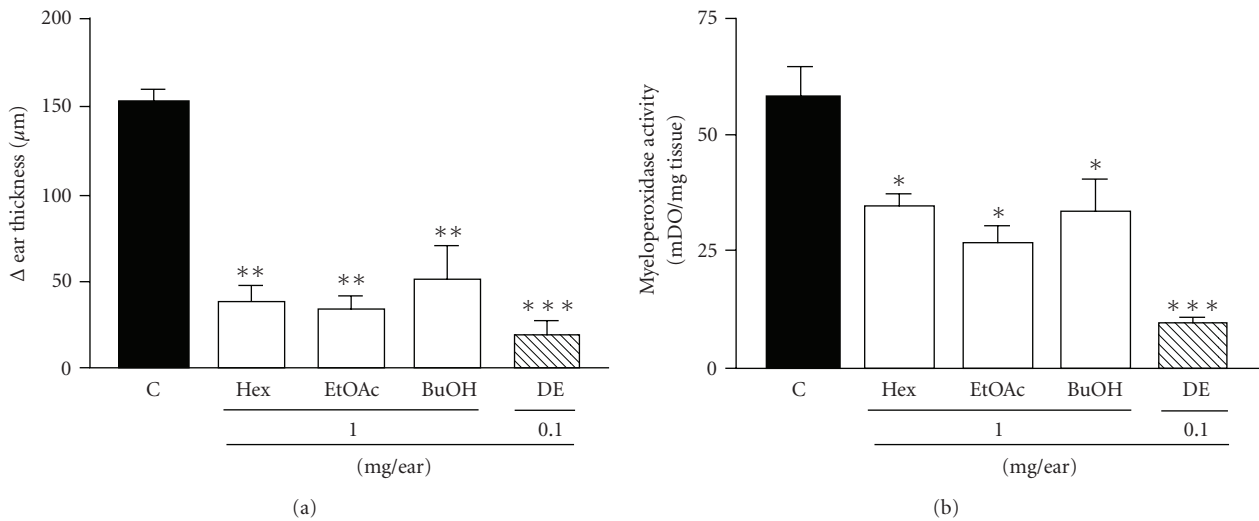 200
150
100
50
0
Δ ear thickness (μm)
**
**
**
***
C Hex EtOAc BuOH DE
1 0.1
(mg/ear)
(a)
75
50
25
0
Myeloperoxidase activity
(mDO/mg tissue)
*
*
*
***
C Hex EtOAc BuOH DE
1 0.1
(mg/ear)
(b)